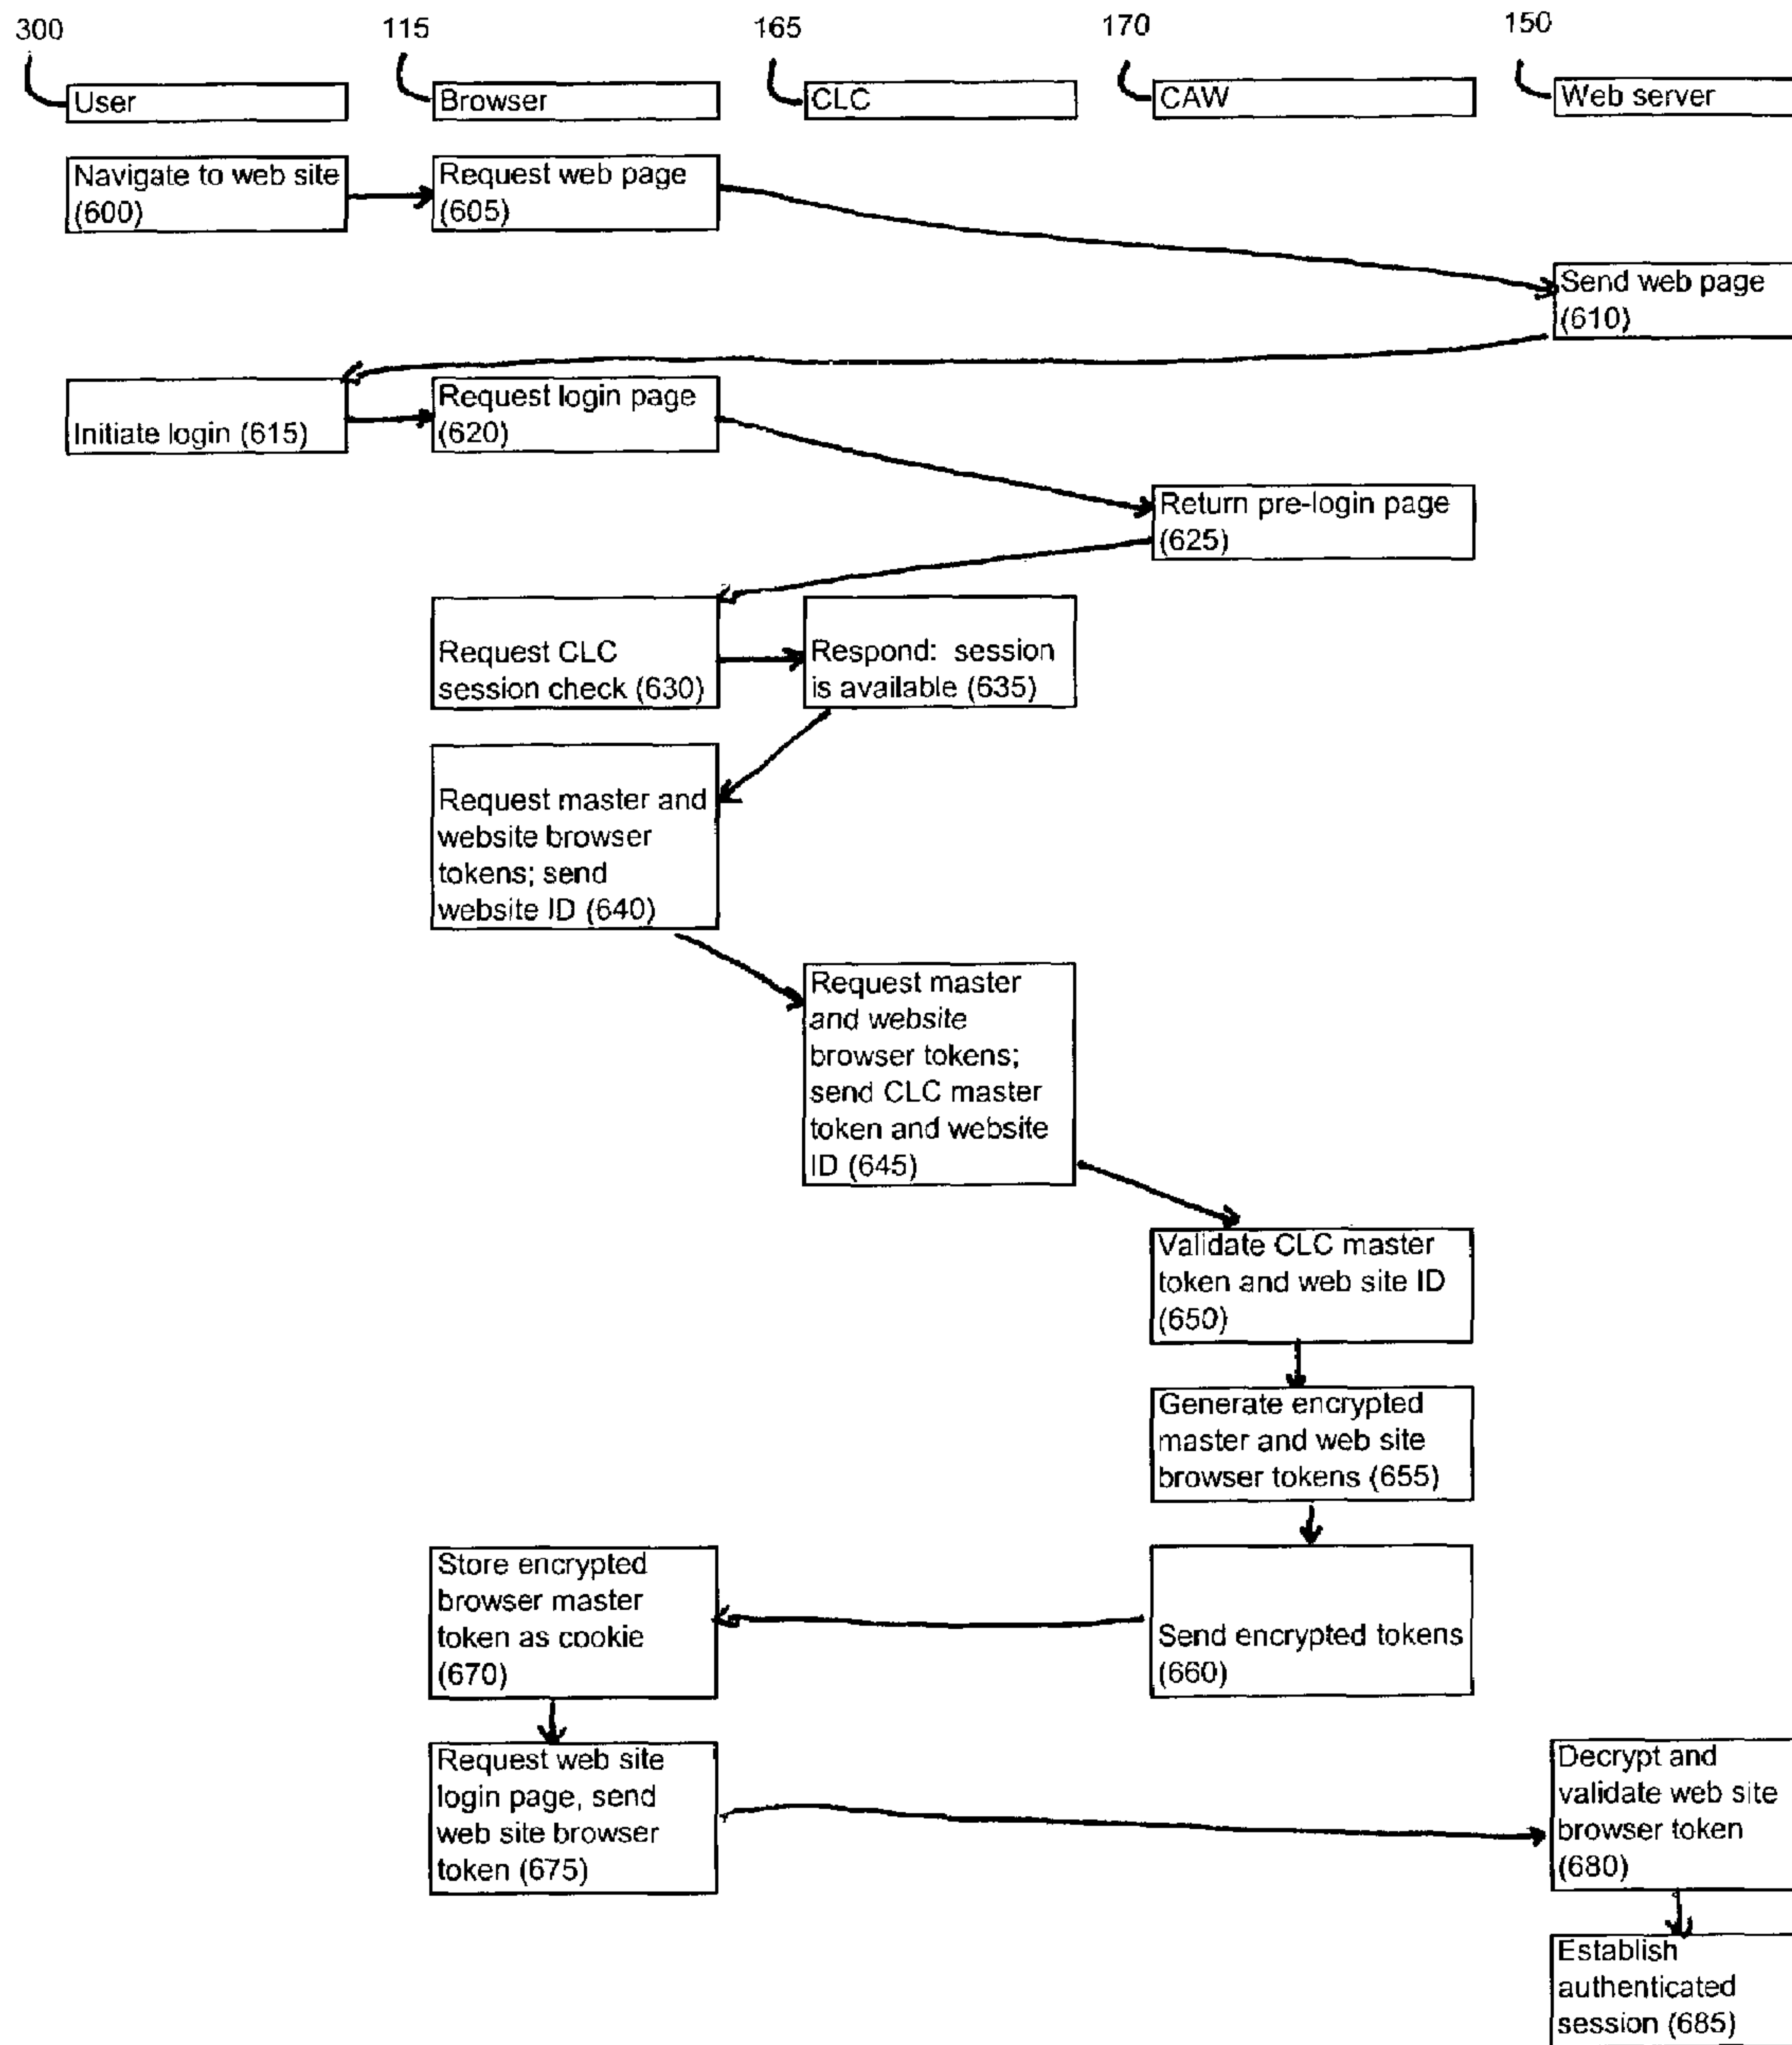 300
115
165
170
150
User
Browser
CLC
CAW
Web server
Navigate to web site
(600)
Request web page
(605)
Send web page
(610)
Initiate login (615)
Request login page
(620)
Return pre-login page
(625)
Request CLC
session check (630)
Respond: session
is available (635)
Request master and
website browser
tokens; send
website ID (640)
Request master
and website
browser tokens;
send CLC master
token and website
ID (645)
Validate CLC master
token and web site ID
(650)
Generate encrypted
master and web site
browser tokens (655)
Send encrypted tokens
(660)
Store encrypted
browser master
token as cookie
(670)
Request web site
login page, send
web site browser
token (675)
Decrypt and
validate web site
browser token
(680)
Establish
authenticated
session (685)